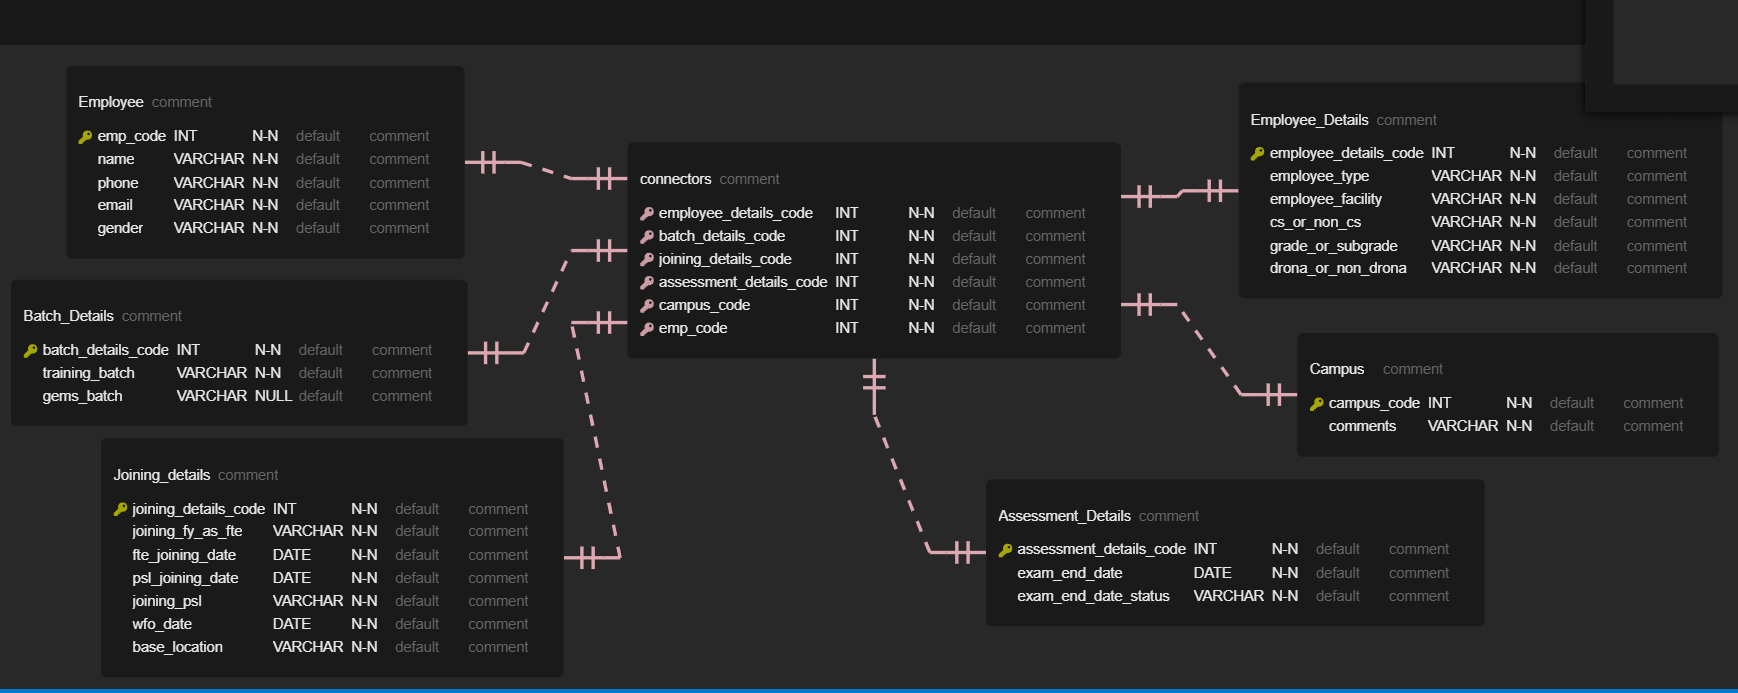 Employee comment
emp_code INT N-N default comment
name VARCHAR N-N default comment
phone VARCHAR N-N default comment
email VARCHAR N-N default comment
gender VARCHAR N-N default comment
Batch_Details comment
batch_details_code INT N-N default comment
training_batch VARCHAR N-N default comment
gems_batch VARCHAR NULL default comment
Joining_details comment
joining_details_code INT N-N default comment
joining_fy_as_fte VARCHAR N-N default comment
fte_joining_date DATE N-N default comment
psl_joining_date DATE N-N default comment
joining_psl VARCHAR N-N default comment
wfo_date DATE N-N default comment
base_location VARCHAR N-N default comment
connectors comment
employee_details_code INT N-N default comment
batch_details_code INT N-N default comment
joining_details_code INT N-N default comment
assessment_details_code INT N-N default comment
campus_code INT N-N default comment
emp_code INT N-N default comment
Employee_Details comment
employee_details_code INT N-N default comment
employee_type VARCHAR N-N default comment
employee_facility VARCHAR N-N default comment
cs_or_non_cs VARCHAR N-N default comment
grade_or_subgrade VARCHAR N-N default comment
drona_or_non_drona VARCHAR N-N default comment
Campus comment
campus_code INT N-N default comment
comments VARCHAR N-N default comment
Assessment_Details comment
assessment_details_code INT N-N default comment
exam_end_date DATE N-N default comment
exam_end_date_status VARCHAR N-N default comment